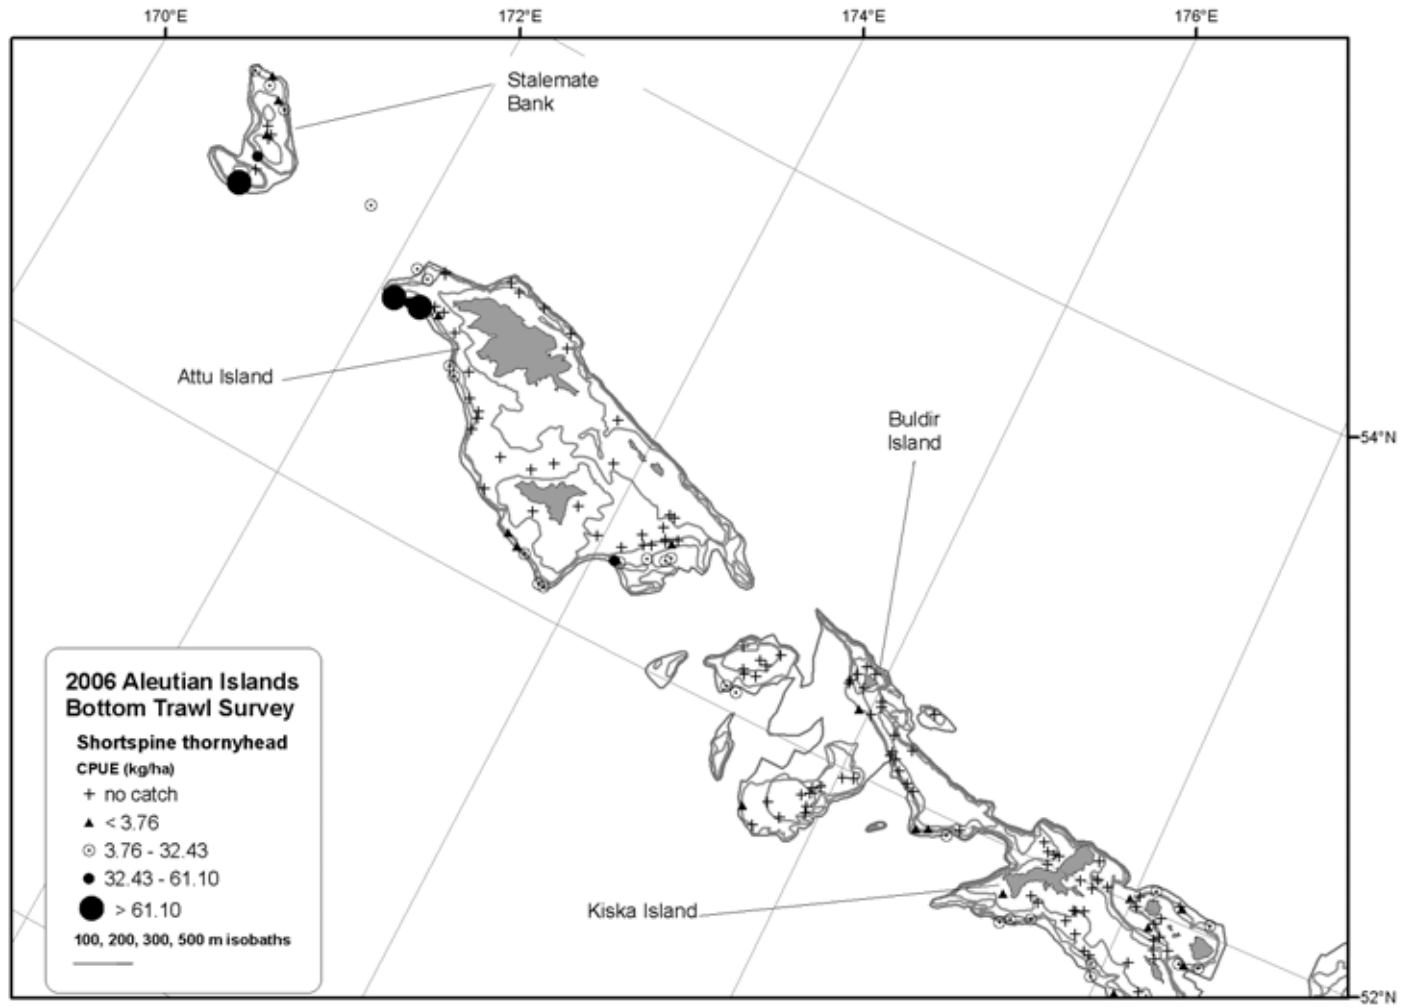 170°E 172°E 174°E 176°E
Stalemate
Bank
Attu Island
Buldir
Island
54°N
Kiska Island
52°N
2006 Aleutian Islands
Bottom Trawl Survey
Shortspine thornyhead
CPUE (kg/ha)
+ no catch
▲ < 3.76
3.76 - 32.43
32.43 - 61.10
> 61.10
100, 200, 300, 500 m isobaths